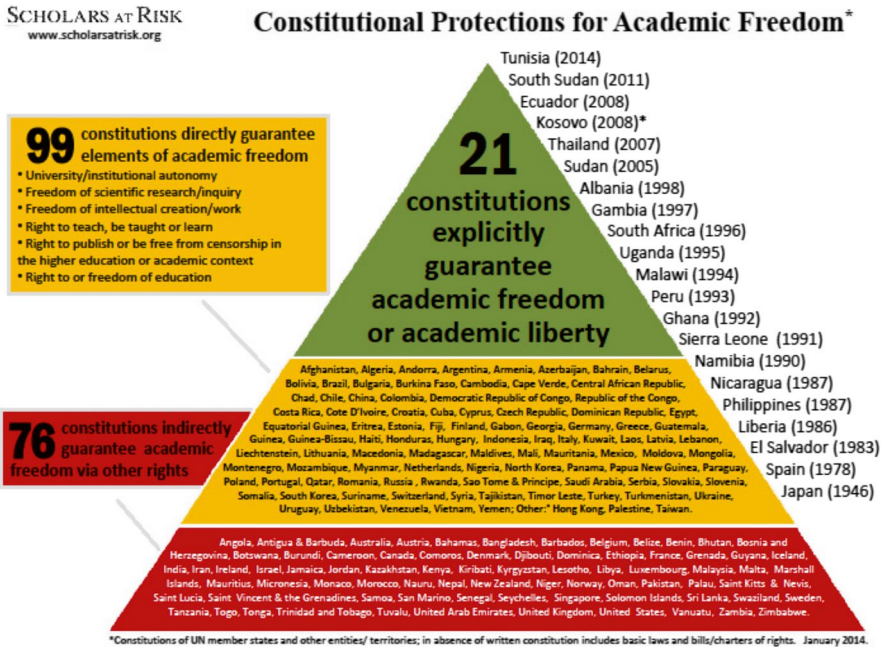 SCHOLARS AT RISK
www.scholarsatrisk.org
Constitutional Protections for Academic Freedom*
99 constitutions directly guarantee
elements of academic freedom
• University/institutional autonomy
• Freedom of scientific research/inquiry
• Freedom of intellectual creation/work
• Right to teach, be taught or learn
• Right to publish or be free from censorship in
the higher education or academic context
• Right to or freedom of education
76 constitutions indirectly
guarantee academic
freedom via other rights
21
constitutions
explicitly
guarantee
academic freedom
or academic liberty
Tunisia (2014)
South Sudan (2011)
Ecuador (2008)
Kosovo (2008)*
Thailand (2007)
Sudan (2005)
Albania (1998)
Gambia (1997)
South Africa (1996)
Uganda (1995)
Malawi (1994)
Peru (1993)
Ghana (1992)
Sierra Leone (1991)
Namibia (1990)
Nicaragua (1987)
Philippines (1987)
Liberia (1986)
El Salvador (1983)
Spain (1978)
Japan (1946)
Afghanistan, Algeria, Andorra, Argentina, Armenia, Azerbaijan, Bahrain, Belarus,
Bolivia, Brazil, Bulgaria, Burkina Faso, Cambodia, Cape Verde, Central African Republic,
Chad, Chile, China, Colombia, Democratic Republic of Congo, Republic of the Congo,
Costa Rica, Cote D'Ivoire, Croatia, Cuba, Cyprus, Czech Republic, Dominican Republic, Egypt,
Equatorial Guinea, Eritrea, Estonia, Fiji, Finland, Gabon, Georgia, Germany, Greece, Guatemala,
Guinea, Guinea-Bissau, Haiti, Honduras, Hungary, Indonesia, Iraq, Italy, Kuwait, Laos, Latvia, Lebanon,
Liechtenstein, Lithuania, Macedonia, Madagascar, Maldives, Mali, Mauritania, Mexico, Moldova, Mongolia,
Montenegro, Mozambique, Myanmar, Netherlands, Nigeria, North Korea, Panama, Papua New Guinea, Paraguay,
Poland, Portugal, Qatar, Romania, Russia , Rwanda, Sao Tome & Principe, Saudi Arabia, Serbia, Slovakia, Slovenia,
Somalia, South Korea, Suriname, Switzerland, Syria, Tajikistan, Timor Leste, Turkey, Turkmenistan, Ukraine,
Uruguay, Uzbekistan, Venezuela, Vietnam, Yemen; Other:* Hong Kong, Palestine, Taiwan.
Angola, Antigua & Barbuda, Australia, Austria, Bahamas, Bangladesh, Barbados, Belgium, Belize, Benin, Bhutan, Bosnia and
Herzegovina, Botswana, Burundi, Cameroon, Canada, Comoros, Denmark, Djibouti, Dominica, Ethiopia, France, Grenada, Guyana, Iceland,
India, Iran, Ireland, Israel, Jamaica, Jordan, Kazakhstan, Kenya, Kiribati, Kyrgyzstan, Lesotho, Libya, Luxembourg, Malaysia, Malta, Marshall
Islands, Mauritius, Micronesia, Monaco, Morocco, Nauru, Nepal, New Zealand, Niger, Norway, Oman, Pakistan, Palau, Saint Kitts & Nevis,
Saint Lucia, Saint Vincent & the Grenadines, Samoa, San Marino, Senegal, Seychelles, Singapore, Solomon Islands, Sri Lanka, Swaziland, Sweden,
Tanzania, Togo, Tonga, Trinidad and Tobago, Tuvalu, United Arab Emirates, United Kingdom, United States, Vanuatu, Zambia, Zimbabwe.
*Constitutions of UN member states and other entities/ territories; in absence of written constitution includes basic laws and bills/charters of rights. January 2014.